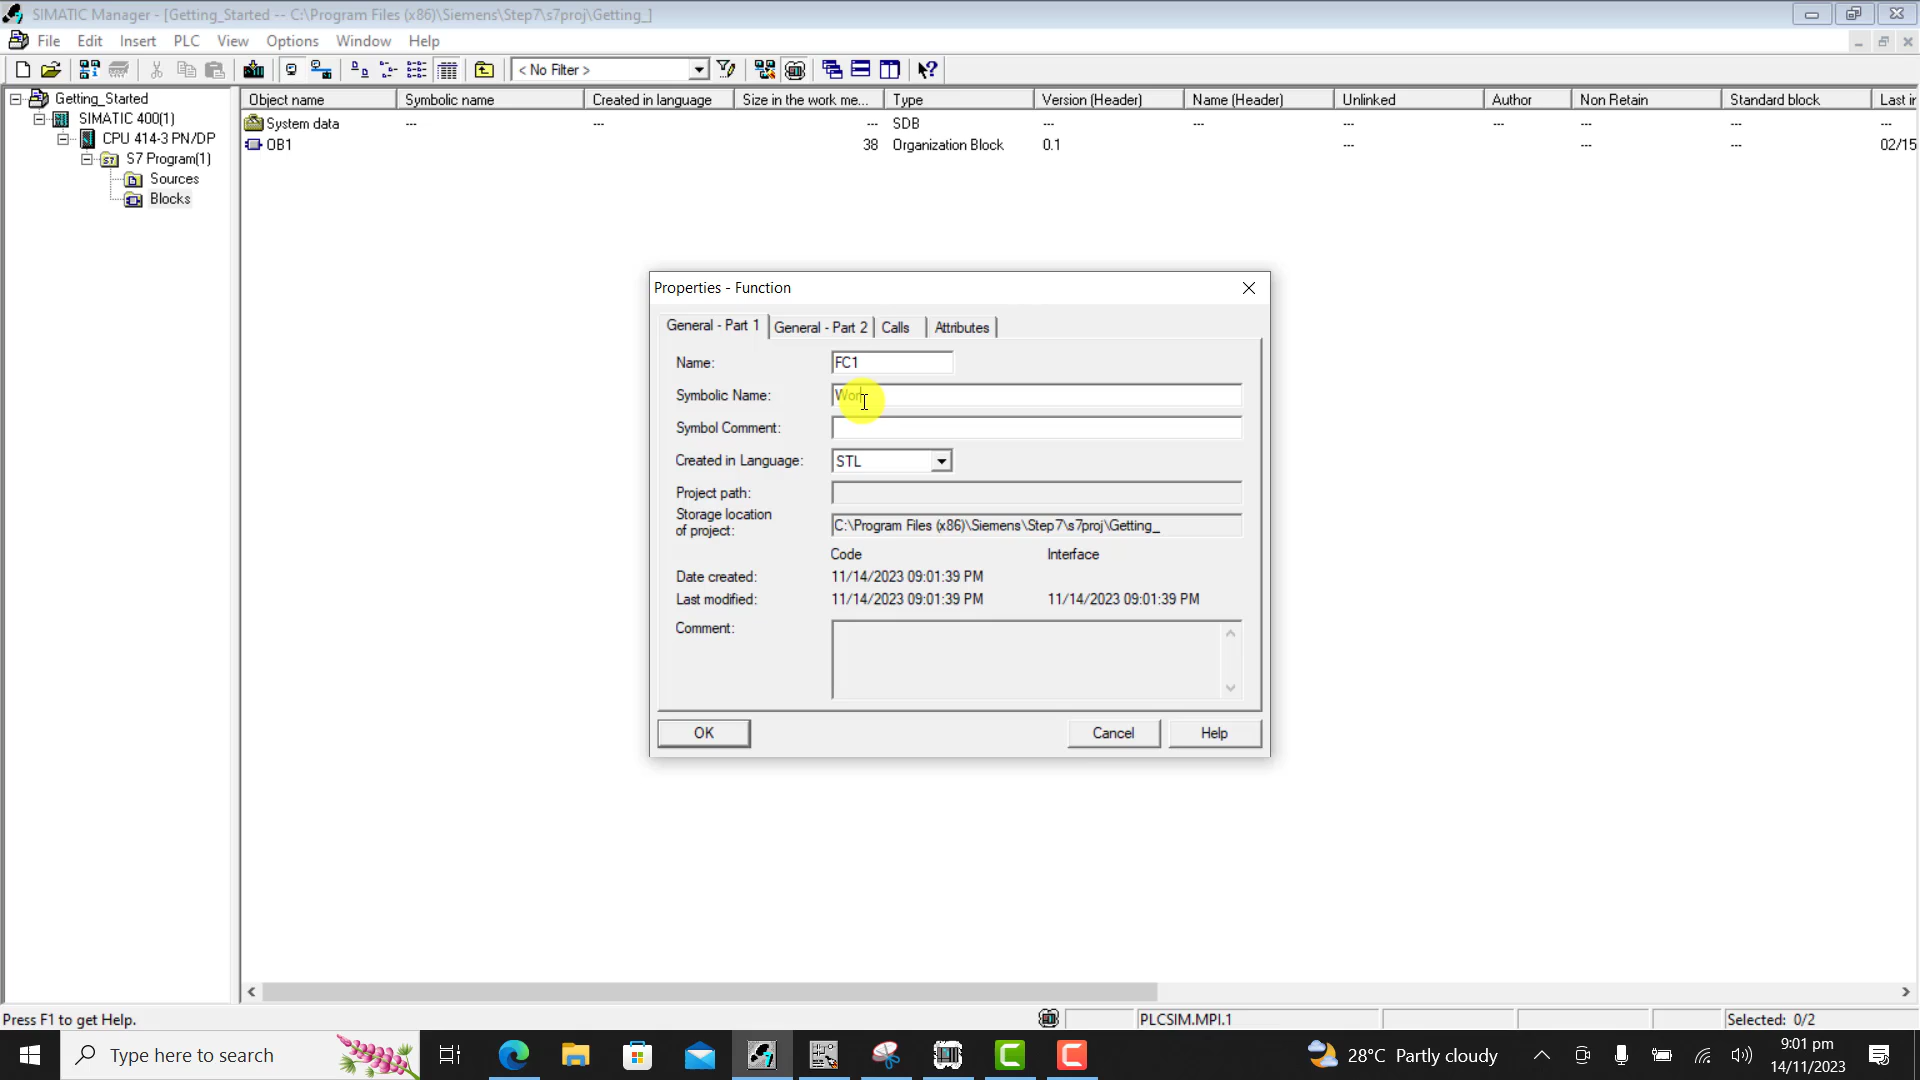 SIMATIC Manager - [Getting_Started -- C:\Program Files (x86)\Siemens\Step7\s7proj\Getting_]
File Edit Insert PLC View Options Window Help
< No Filter >
Getting_Started
SIMATIC 400(1)
CPU 414-3 PN/DP
S7 Program(1)
Sources
Blocks
Object name Symbolic name Created in language Size in the work me... Type Version (Header) Name (Header) Unlinked Author Non Retain Standard block Last in
System data --- --- --- SDB --- --- --- --- --- --- ---
OB1 38 Organization Block 0.1 --- --- --- 02/15
Properties - Function
General - Part 1 General - Part 2 Calls Attributes
Name: FC1
Symbolic Name: Wor
Symbol Comment:
Created in Language: STL
Project path:
Storage location
of project: C:\Program Files (x86)\Siemens\Step7\s7proj\Getting_
Code Interface
Date created: 11/14/2023 09:01:39 PM
Last modified: 11/14/2023 09:01:39 PM 11/14/2023 09:01:39 PM
Comment:
OK Cancel Help
Press F1 to get Help. PLCSIM.MPI.1 Selected: 0/2
Type here to search 28°C Partly cloudy 9:01 pm
14/11/2023